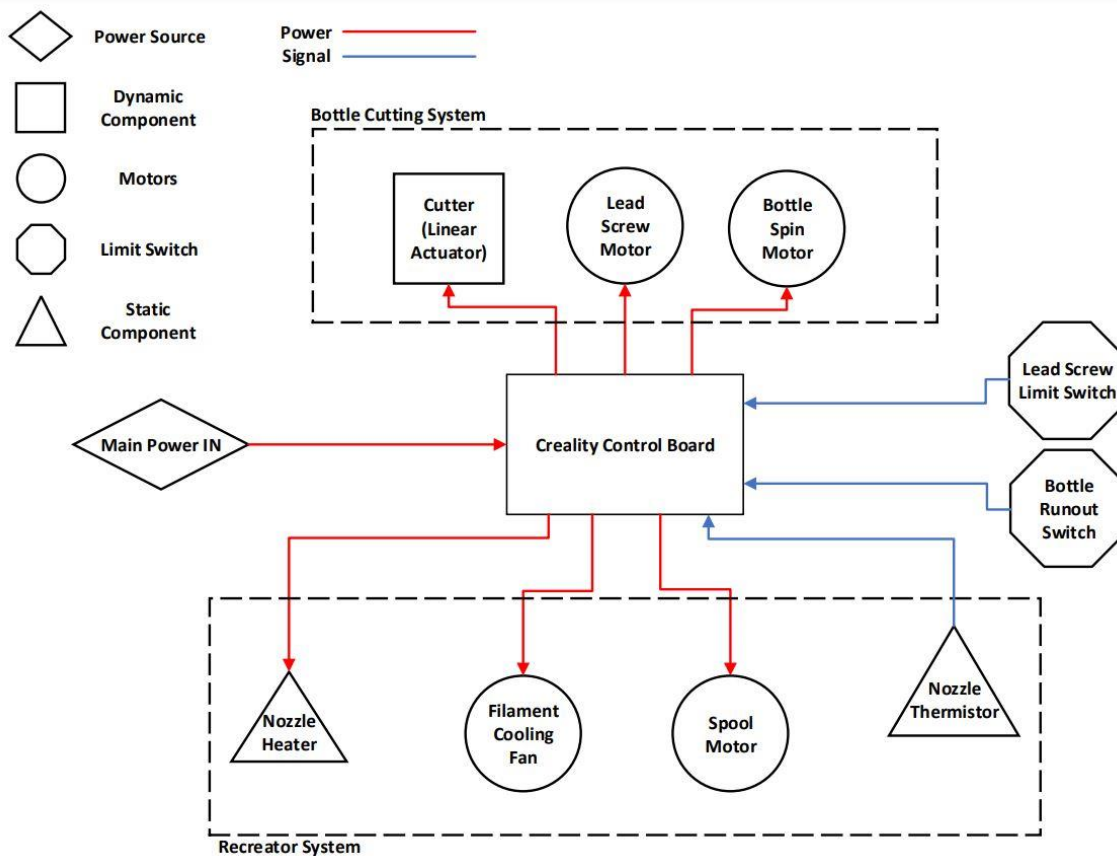 Power Source
Dynamic
Component
Motors
Limit Switch
Static
Component
Power
Signal
Bottle Cutting System
Cutter
(Linear
Actuator)
Lead
Screw
Motor
Bottle
Spin
Motor
Main Power IN
Creality Control Board
Lead Screw
Limit Switch
Bottle
Runout
Switch
Nozzle
Heater
Filament
Cooling
Fan
Spool
Motor
Nozzle
Thermistor
Recreator System